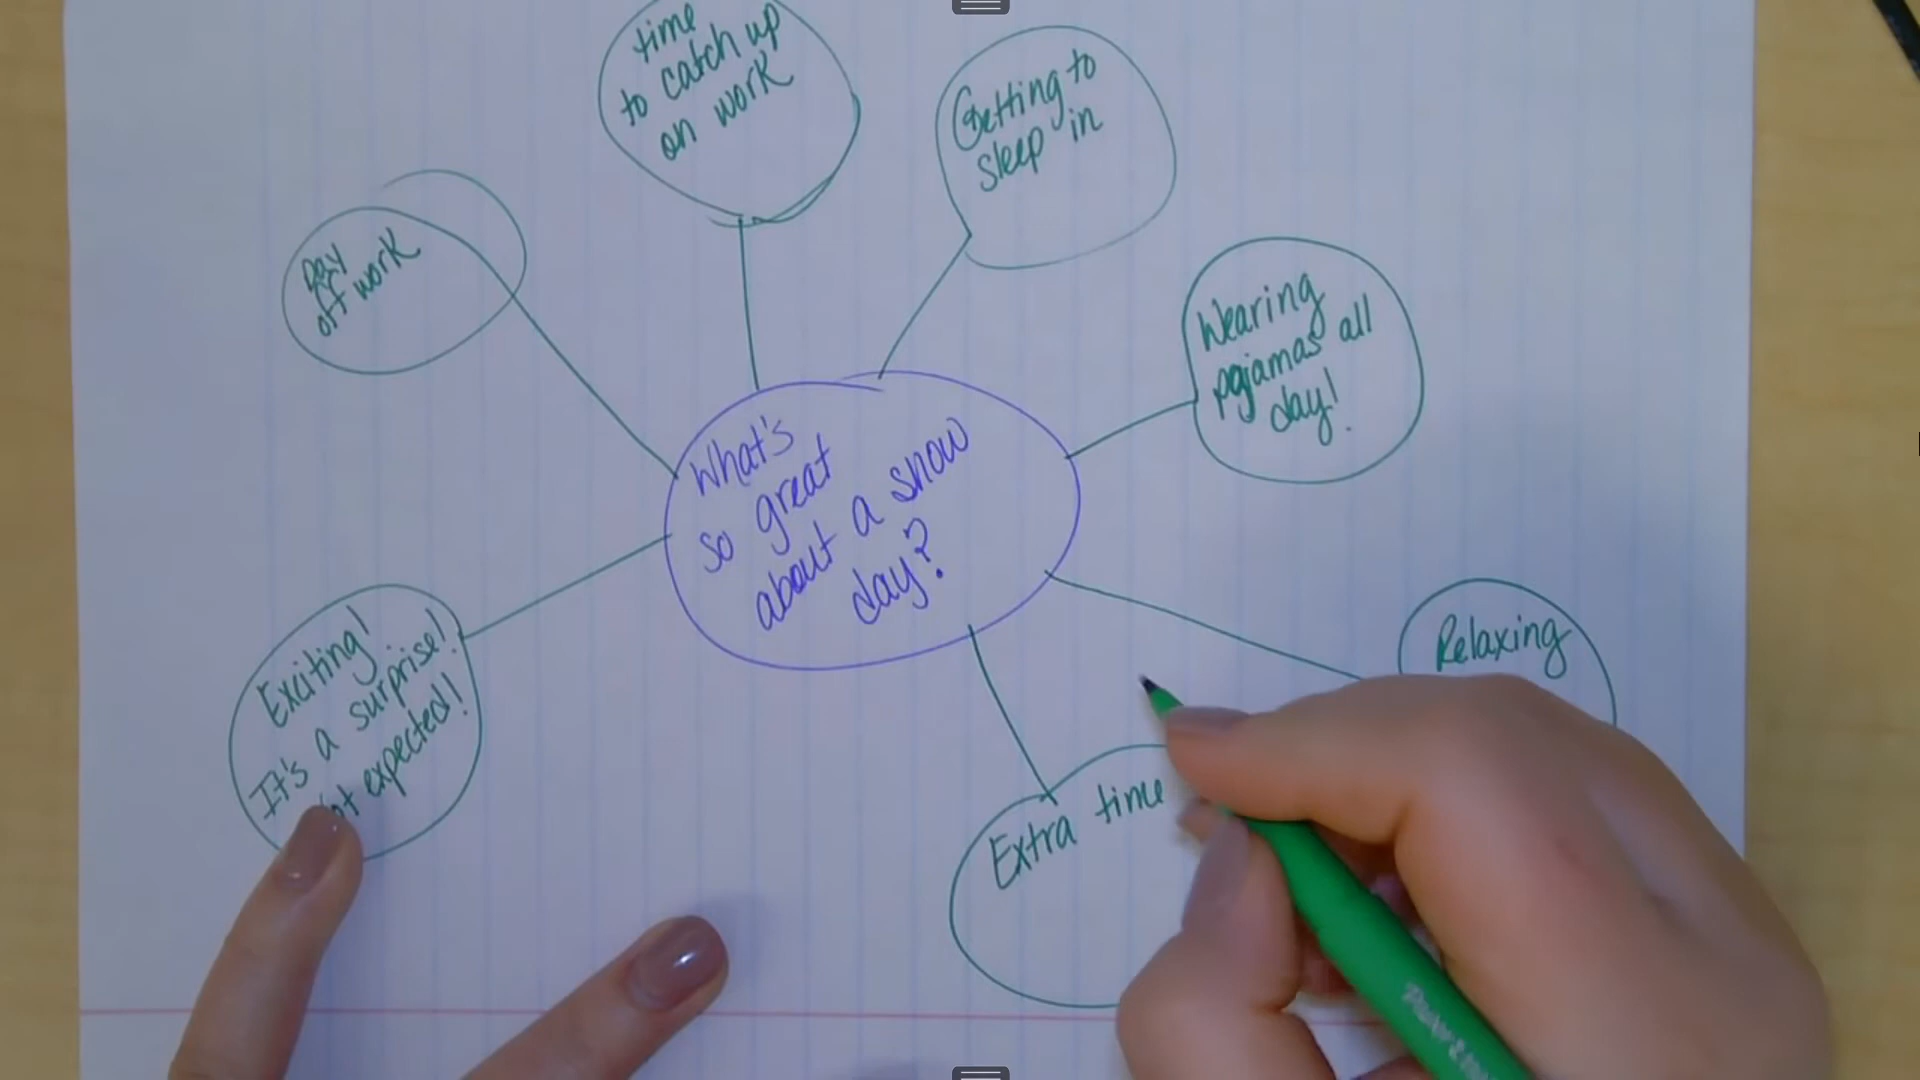 time
to catch up
on work
Getting to
sleep in
Day
off work
Wearing
pajamas all
day!
What's
so great
about a snow
day?
Exciting!
It's a surprise!
expected!!
Relaxing
Extra time